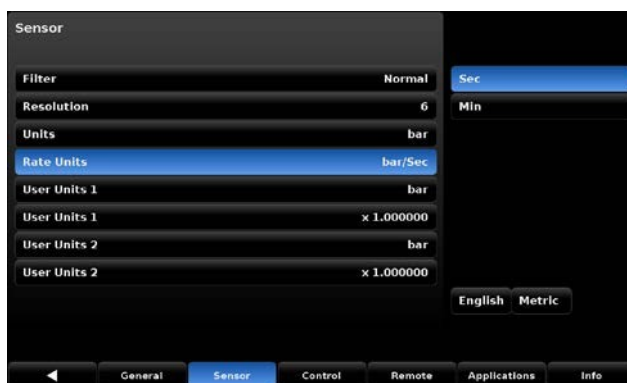 Sensor
Filter Normal
Resolution 6
Units bar
Rate Units bar/Sec
User Units 1 bar
User Units 1 x 1.000000
User Units 2 bar
User Units 2 x 1.000000
Sec
Min
English Metric
General Sensor Control Remote Applications Info